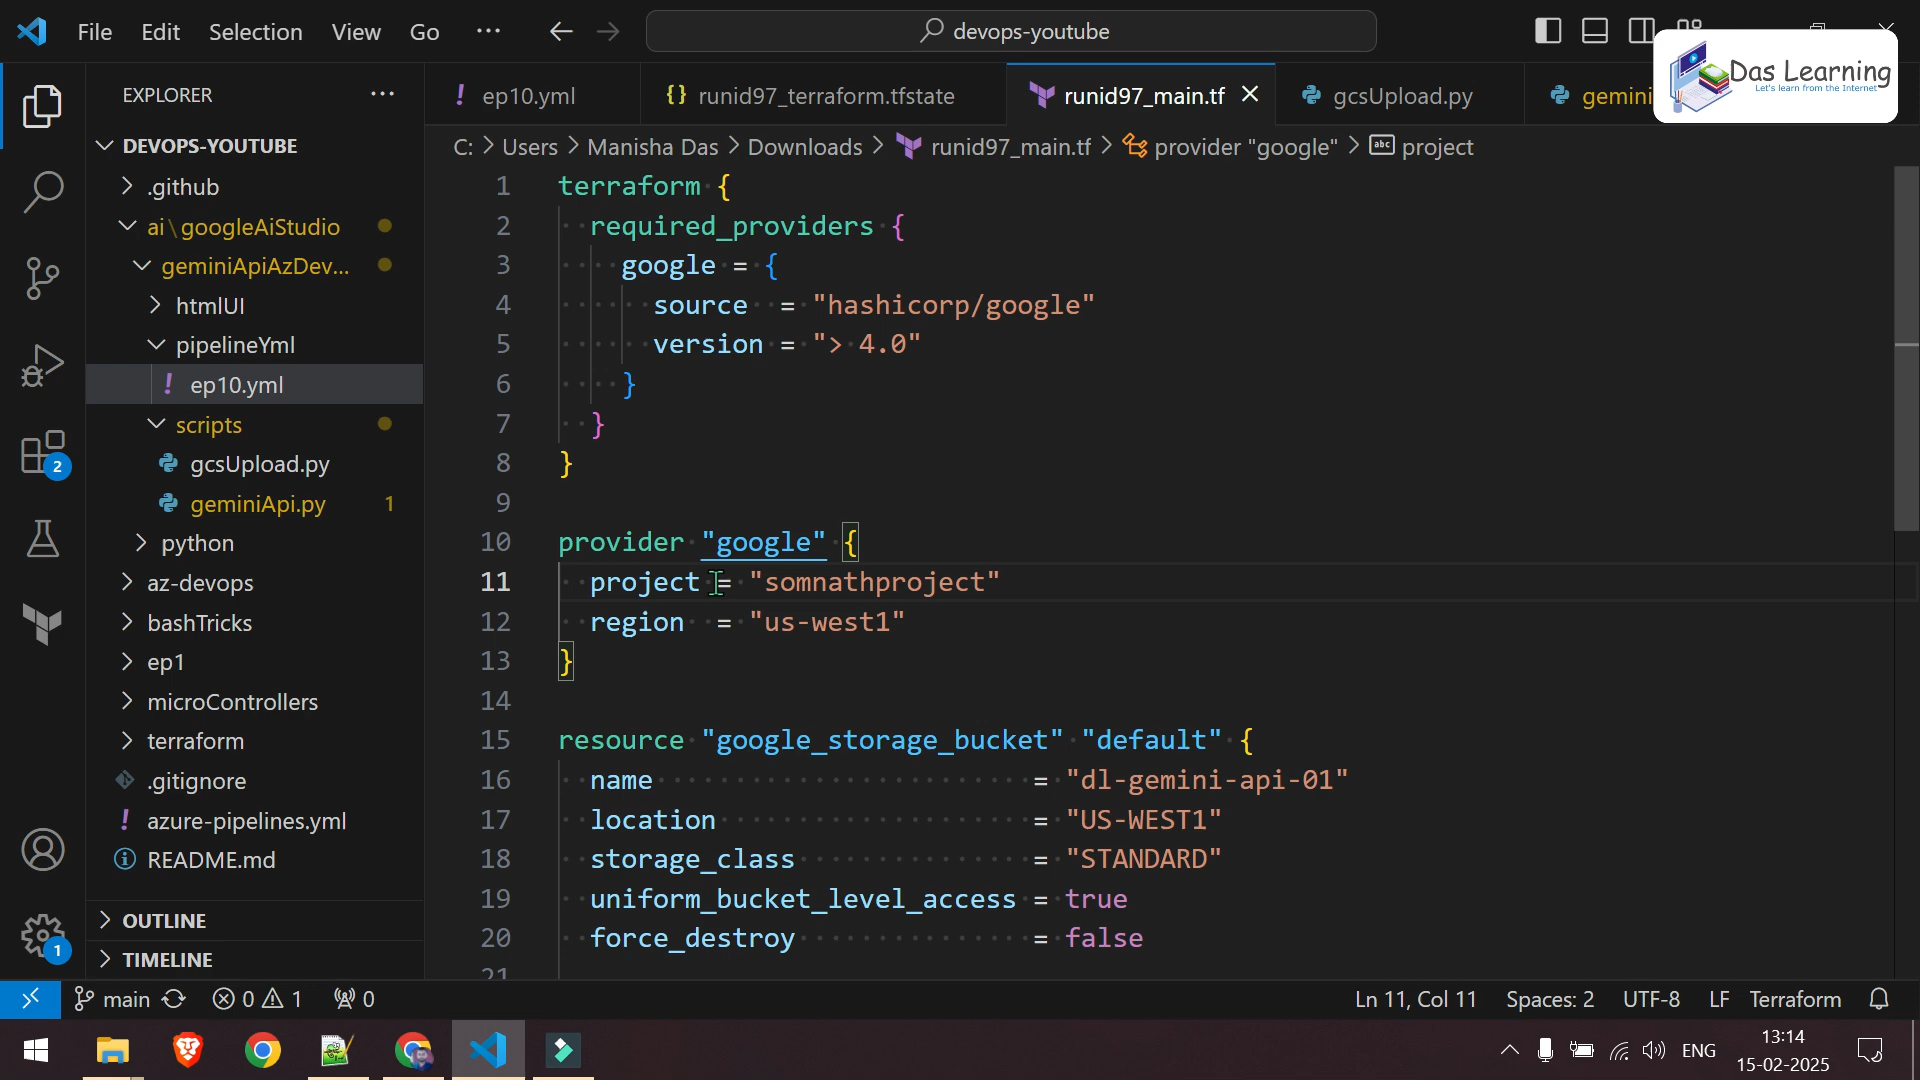 File Edit Selection View Go ··· devops-youtube
Das Learning
Let's learn from the Internet
EXPLORER ···
! ep10.yml {} runid97_terraform.tfstate runid97_main.tf gcsUpload.py gemini
C: > Users > Manisha Das > Downloads > runid97_main.tf > provider "google" > abc project
DEVOPS-YOUTUBE
.github
ai\googleAiStudio
geminiApiAzDev...
htmlUI
pipelineYml
! ep10.yml
scripts
gcsUpload.py
geminiApi.py 1
python
az-devops
bashTricks
ep1
microControllers
terraform
.gitignore
! azure-pipelines.yml
README.md
OUTLINE
TIMELINE
2
1
1 terraform {
2 required_providers {
3 google = {
4 source = "hashicorp/google"
5 version = "> 4.0"
6 }
7 }
8 }
9
10 provider "google" {
11 project = "somnathproject"
12 region = "us-west1"
13 }
14
15 resource "google_storage_bucket" "default" {
16 name = "dl-gemini-api-01"
17 location = "US-WEST1"
18 storage_class = "STANDARD"
19 uniform_bucket_level_access = true
20 force_destroy = false
21
main 0 1 0 Ln 11, Col 11 Spaces: 2 UTF-8 LF Terraform
ENG 13:14
15-02-2025